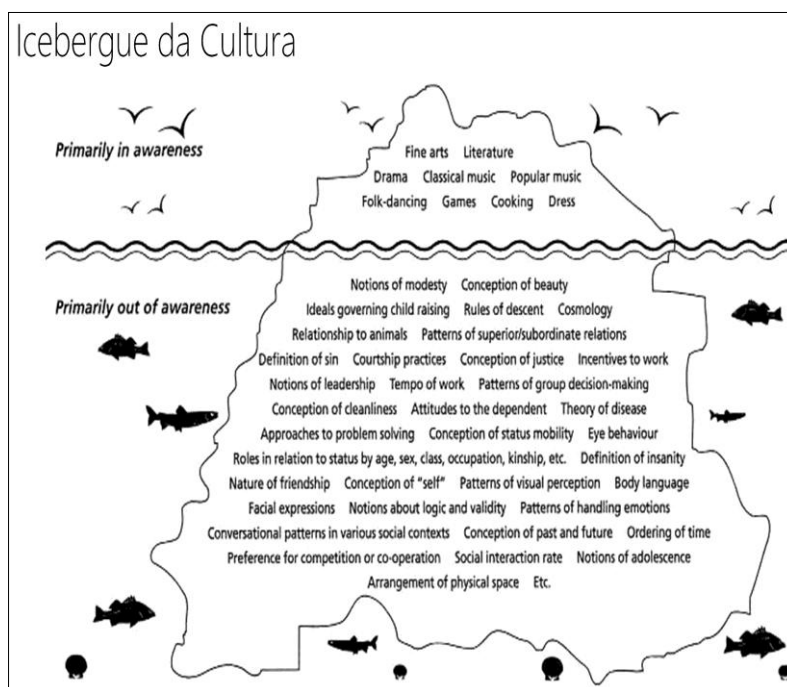 Icebergue da Cultura
Primarily in awareness
Fine arts Literature
Drama Classical music Popular music
Folk-dancing Games Cooking Dress
Notions of modesty Conception of beauty
Primarily out of awareness
Ideals governing child raising Rules of descent Cosmology
Relationship to animals Patterns of superior/subordinate relations
Definition of sin Courtship practices Conception of justice Incentives to work
Notions of leadership Tempo of work Patterns of group decision-making
Conception of cleanliness Attitudes to the dependent Theory of disease
Approaches to problem solving Conception of status mobility Eye behaviour
Roles in relation to status by age, sex, class, occupation, kinship, etc. Definition of insanity
Nature of friendship Conception of "self" Patterns of visual perception Body language
Facial expressions Notions about logic and validity Patterns of handling emotions
Conversational patterns in various social contexts Conception of past and future Ordering of time
Preference for competition or co-operation Social interaction rate Notions of adolescence
Arrangement of physical space Etc.